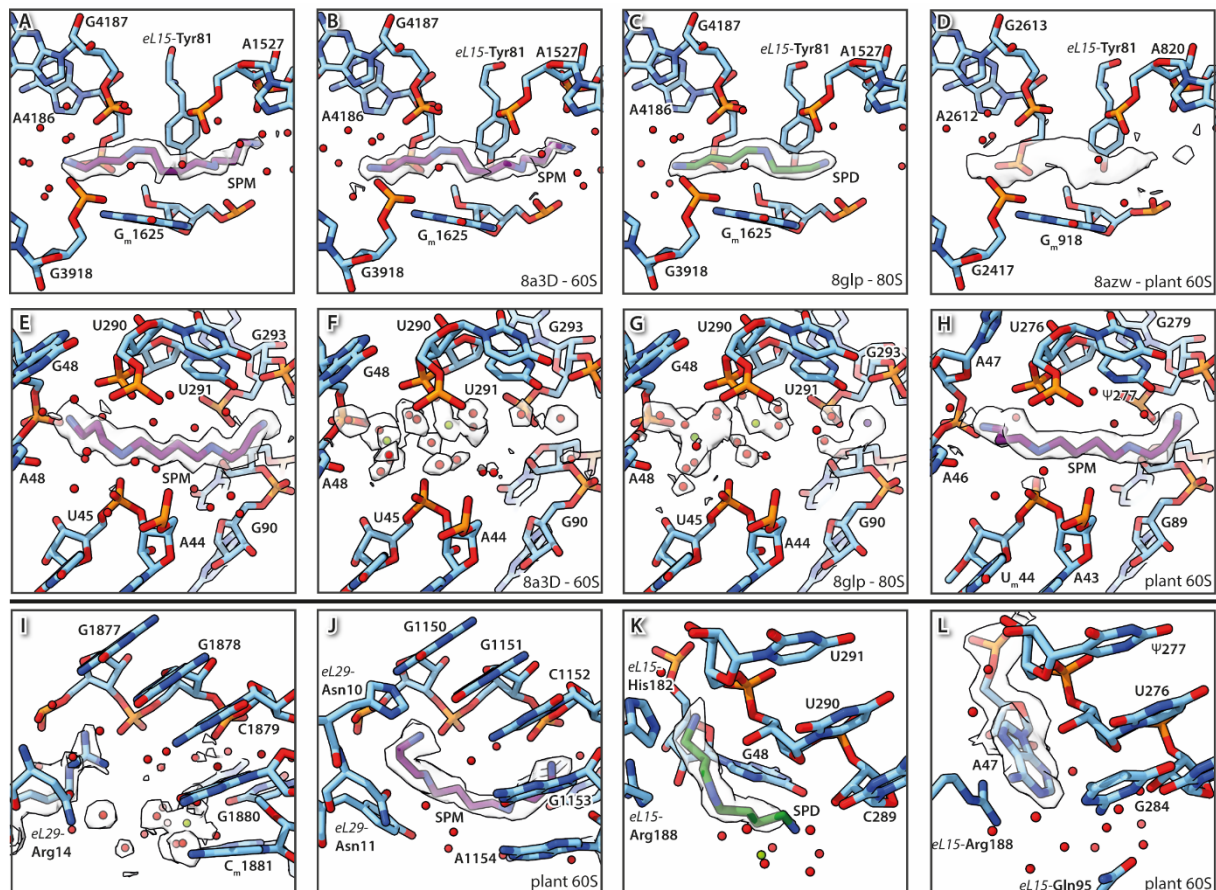 A
G4187
eL15-Tyr81
A1527
A4186
SPM
Gm1625
G3918
B
G4187
eL15-Tyr81
A1527
A4186
SPM
Gm1625
G3918
8a3D - 60S
C
G4187
eL15-Tyr81
A1527
A4186
SPD
Gm1625
G3918
8glp - 80S
D
G2613
eL15-Tyr81
A820
A2612
Gm918
G2417
8azw - plant 60S
E
U290
G293
G48
U291
A48
SPM
U45
G90
A44
F
U290
G293
G48
U291
A48
U45
G90
A44
8a3D - 60S
G
U290
G48
G293
U291
A48
U45
G90
A44
8glp - 80S
H
A47
U276
G279
Ψ277
SPM
A46
G89
Um44
A43
plant 60S
I
G1877
G1878
C1879
G1880
eL29-
Arg14
Cm1881
J
G1150
G1151
eL29-
Asn10
C1152
SPM
G1153
eL29-
Asn11
A1154
plant 60S
K
eL15-
His182
U291
U290
G48
SPD
C289
eL15-
Arg188
L
Ψ277
U276
A47
G284
eL15-Arg188
eL15-Gln95
plant 60S